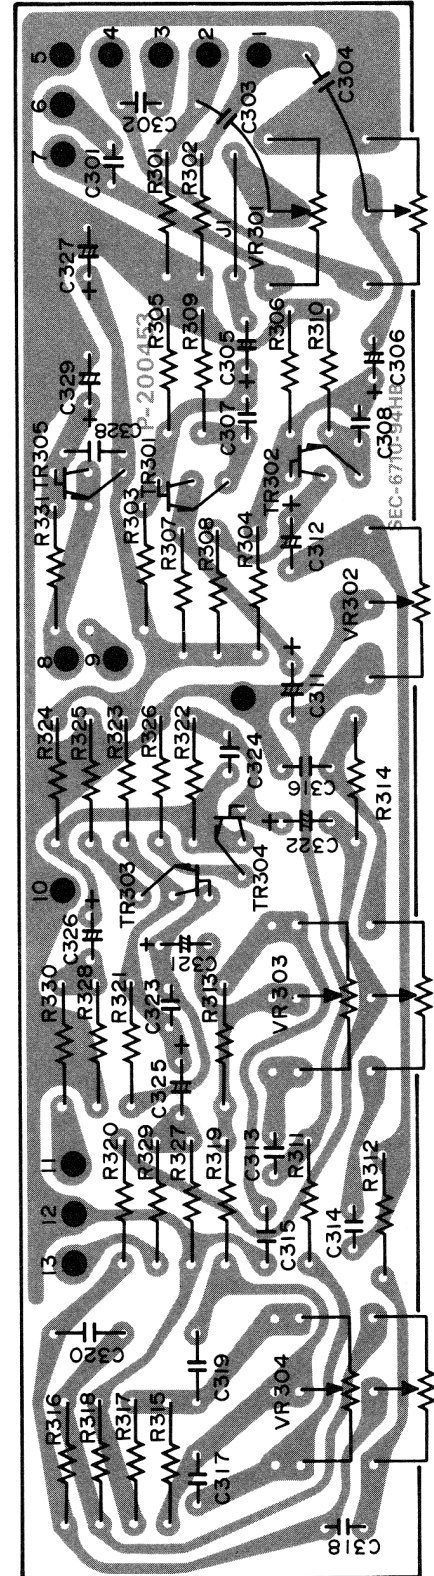 5
4
3
2
1
6
7
C304
C303
C302
C301
R301
R302
J1
VR301
C327
P-200453
R305
R309
C305
R306
R310
C306
C329
C307
C308
SEC-6710-94HB
TR305
C328
TR301
TR302
R331
R303
R307
R308
R304
C312
VR302
8
9
C311
R324
R325
R323
R326
R322
C324
C316
R314
C322
10
TR303
TR304
C326
C321
R330
R328
R321
C323
R313
VR303
C325
11
R320
R329
R327
R319
C313
R311
R312
12
C315
C314
13
C320
C319
VR304
R316
R318
R317
R315
C317
C318